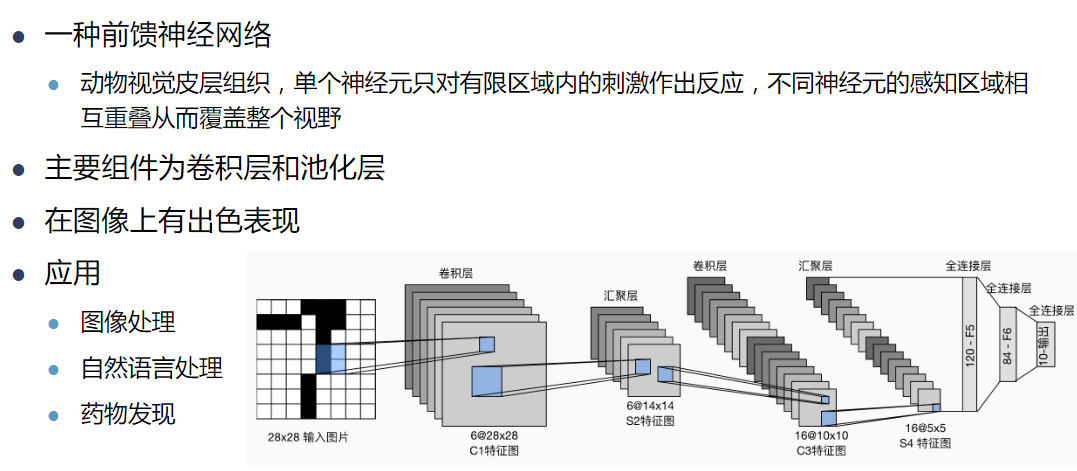 一种前馈神经网络
动物视觉皮层组织，单个神经元只对有限区域内的刺激作出反应，不同神经元的感知区域相
互重叠从而覆盖整个视野
主要组件为卷积层和池化层
在图像上有出色表现
应用
图像处理
自然语言处理
药物发现
卷积层
汇聚层
卷积层
汇聚层
全连接层
全连接层
全连接层
28x28 输入图片
6@28x28
C1特征图
6@14x14
S2特征图
16@10x10
C3特征图
16@5x5
S4 特征图
120 - F5
84 - F6
10-输出